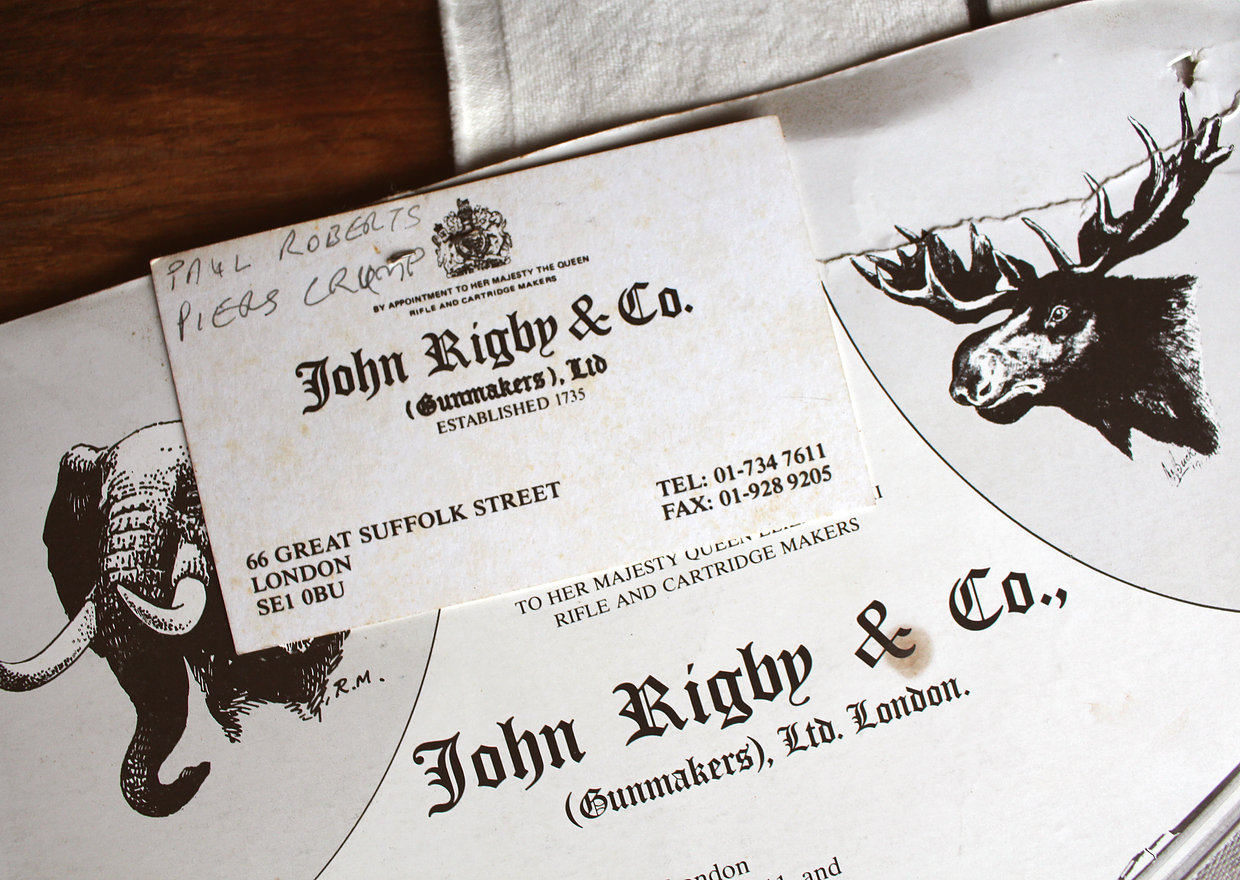 PAUL ROBERTS
PIERS CRUMP
BY APPOINTMENT TO HER MAJESTY THE QUEEN
RIFLE AND CARTRIDGE MAKERS
John Rigby & Co.
(Gunmakers), Ltd
ESTABLISHED 1735
66 GREAT SUFFOLK STREET
LONDON
SE1 0BU
TEL: 01-734 7611
FAX: 01-928 9205
TO HER MAJESTY QUEEN
RIFLE AND CARTRIDGE MAKERS
John Rigby & Co.,
(Gunmakers), Ltd. London.
R.M.
and